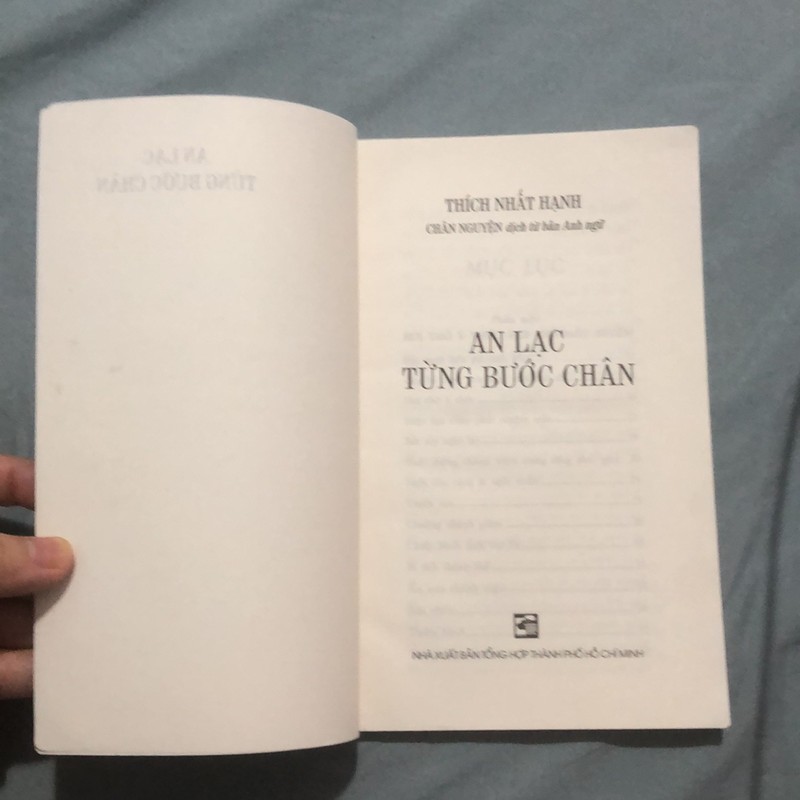 THÍCH NHẤT HẠNH
CHÂN NGUYÊN dịch từ bản Anh ngữ
AN LẠC
TỪNG BƯỚC CHÂN
NHÀ XUẤT BẢN TỔNG HỢP THÀNH PHỐ HỒ CHÍ MINH